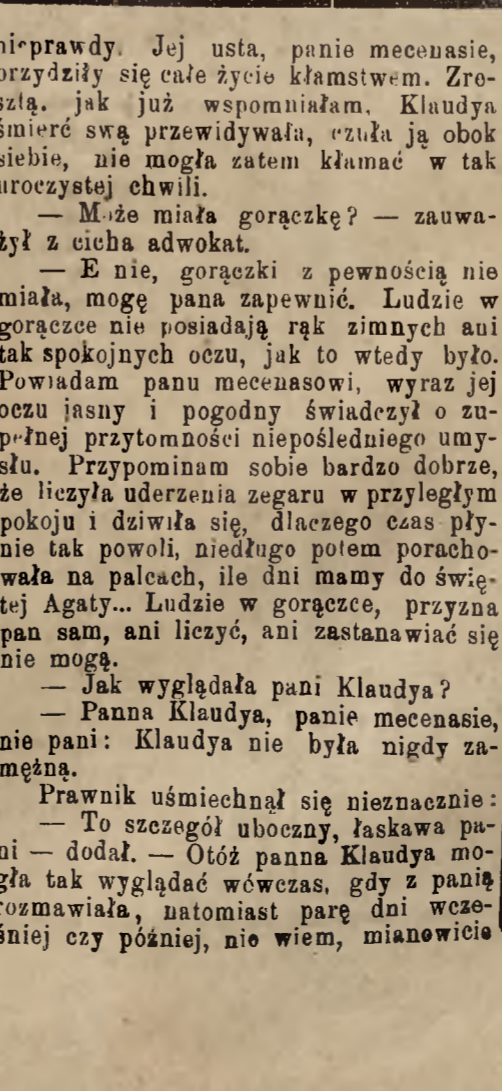 nieprawdy. Jej usta, panie mecenasie,
brzydziły się całe życie kłamstwem. Zre-
sztą, jak już wspomniałam, Klaudya
śmierć swą przewidywała, czuła ją obok
siebie, nie mogła zatem kłamać w tak
uroczystej chwili.
— Może miała gorączkę? — zauwa-
żył z cicha adwokat.
— E nie, gorączki z pewnością nie
miała, mogę pana zapewnić. Ludzie w
gorączce nie posiadają rąk zimnych ani
tak spokojnych oczu, jak to wtedy było.
Powiadam panu mecenasowi, wyraz jej
oczu jasny i pogodny świadczył o zu-
pełnej przytomności niepośledniego umy-
słu. Przypominam sobie bardzo dobrze,
że liczyła uderzenia zegaru w przyległym
pokoju i dziwiła się, dlaczego czas pły-
nie tak powoli, niedługo potem poracho-
wała na palcach, ile dni mamy do świę-
tej Agaty... Ludzie w gorączce, przyzna
pan sam, ani liczyć, ani zastanawiać się
nie mogą.
— Jak wyglądała pani Klaudya?
— Panna Klaudya, panie mecenasie,
nie pani: Klaudya nie była nigdy za-
mężną.
Prawnik uśmiechnął się nieznacznie:
— To szczegół uboczny, łaskawa pa-
ni — dodał. — Otóż panna Klaudya mo-
gła tak wyglądać wówczas, gdy z panią
rozmawiała, natomiast parę dni wcze-
śniej czy później, nie wiem, mianowicie